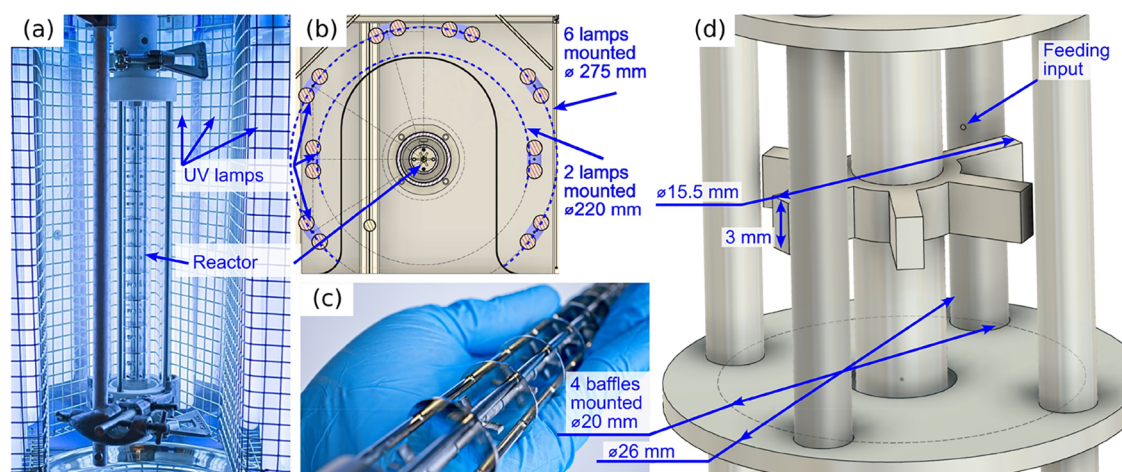 (a)
UV lamps
Reactor
(b)
6 lamps
mounted
ø 275 mm
2 lamps
mounted
ø220 mm
(c)
4 baffles
mounted
ø20 mm
ø26 mm
(d)
Feeding
input
ø15.5 mm
3 mm